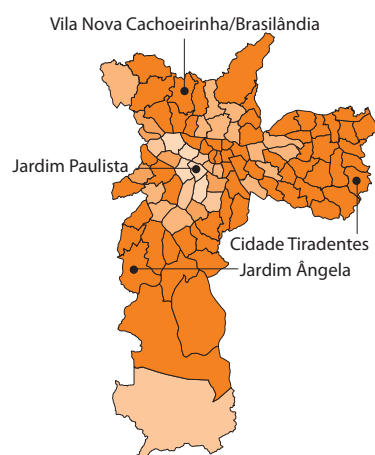 Vila Nova Cachoeirinha/Brasilândia
Jardim Paulista
Cidade Tiradentes
Jardim Ângela